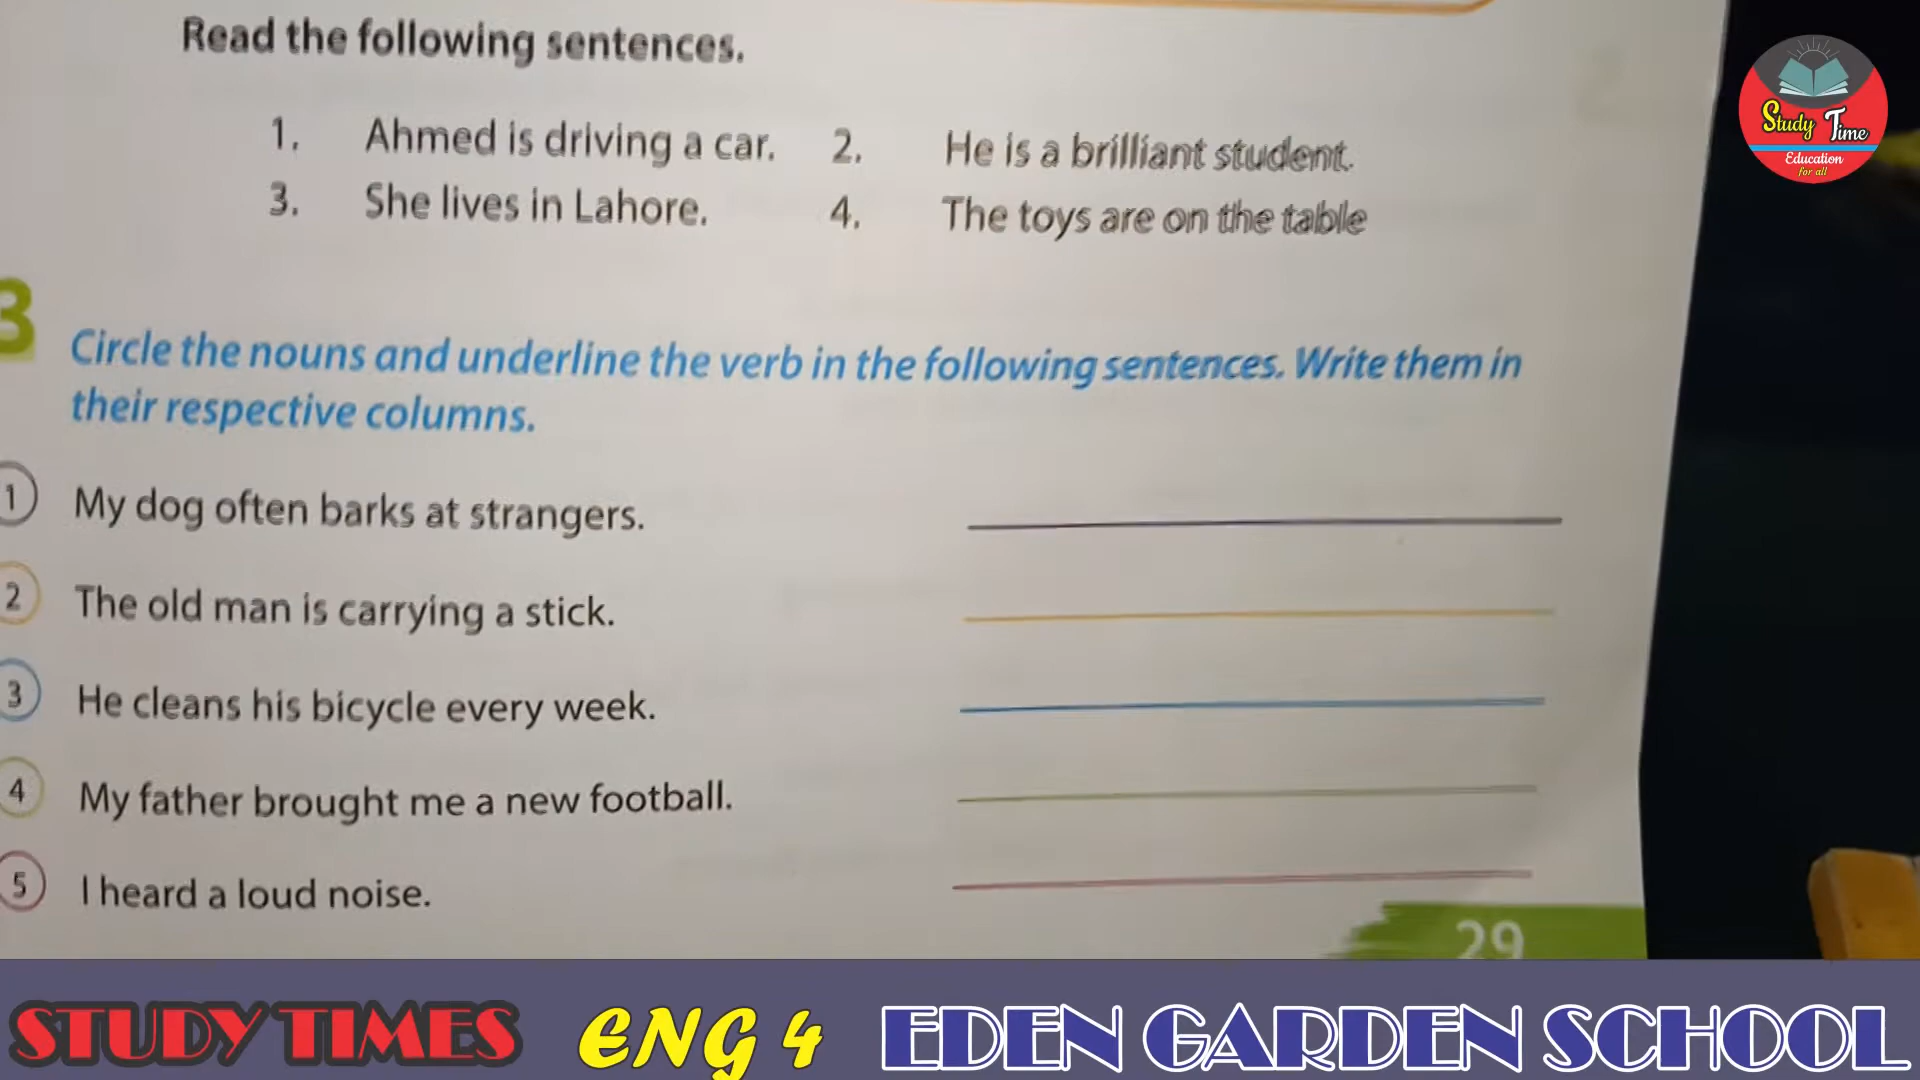 Read the following sentences.
1. Ahmed is driving a car. 2. He is a brilliant student.
3. She lives in Lahore. 4. The toys are on the table
3
Circle the nouns and underline the verb in the following sentences. Write them in
their respective columns.
1 My dog often barks at strangers.
2 The old man is carrying a stick.
3 He cleans his bicycle every week.
4 My father brought me a new football.
5 I heard a loud noise.
29
Study Time
Education
for all
STUDY TIMES ENG 4 EDEN GARDEN SCHOOL